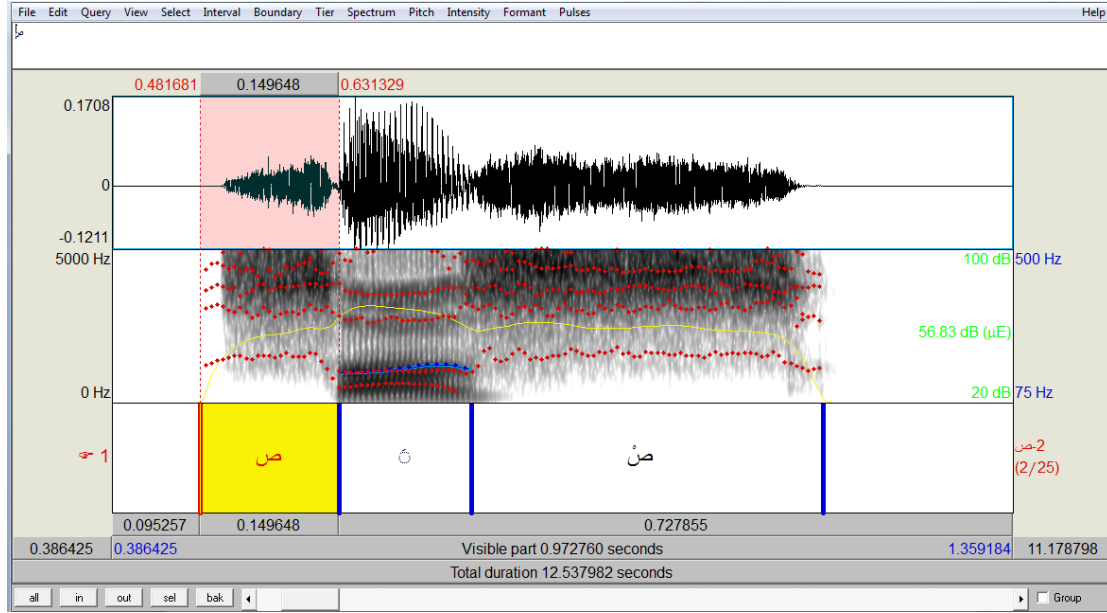 File Edit Query View Select Interval Boundary Tier Spectrum Pitch Intensity Formant Pulses Help
0.481681 0.149648 0.631329
0.1708
0
-0.1211
5000 Hz 100 dB 500 Hz
56.83 dB (µE)
0 Hz 20 dB 75 Hz
☞ 1 ص صْ 2-ص
(2/25)
0.095257 0.149648 0.727855
0.386425 0.386425 Visible part 0.972760 seconds 1.359184 11.178798
Total duration 12.537982 seconds
all in out sel bak Group